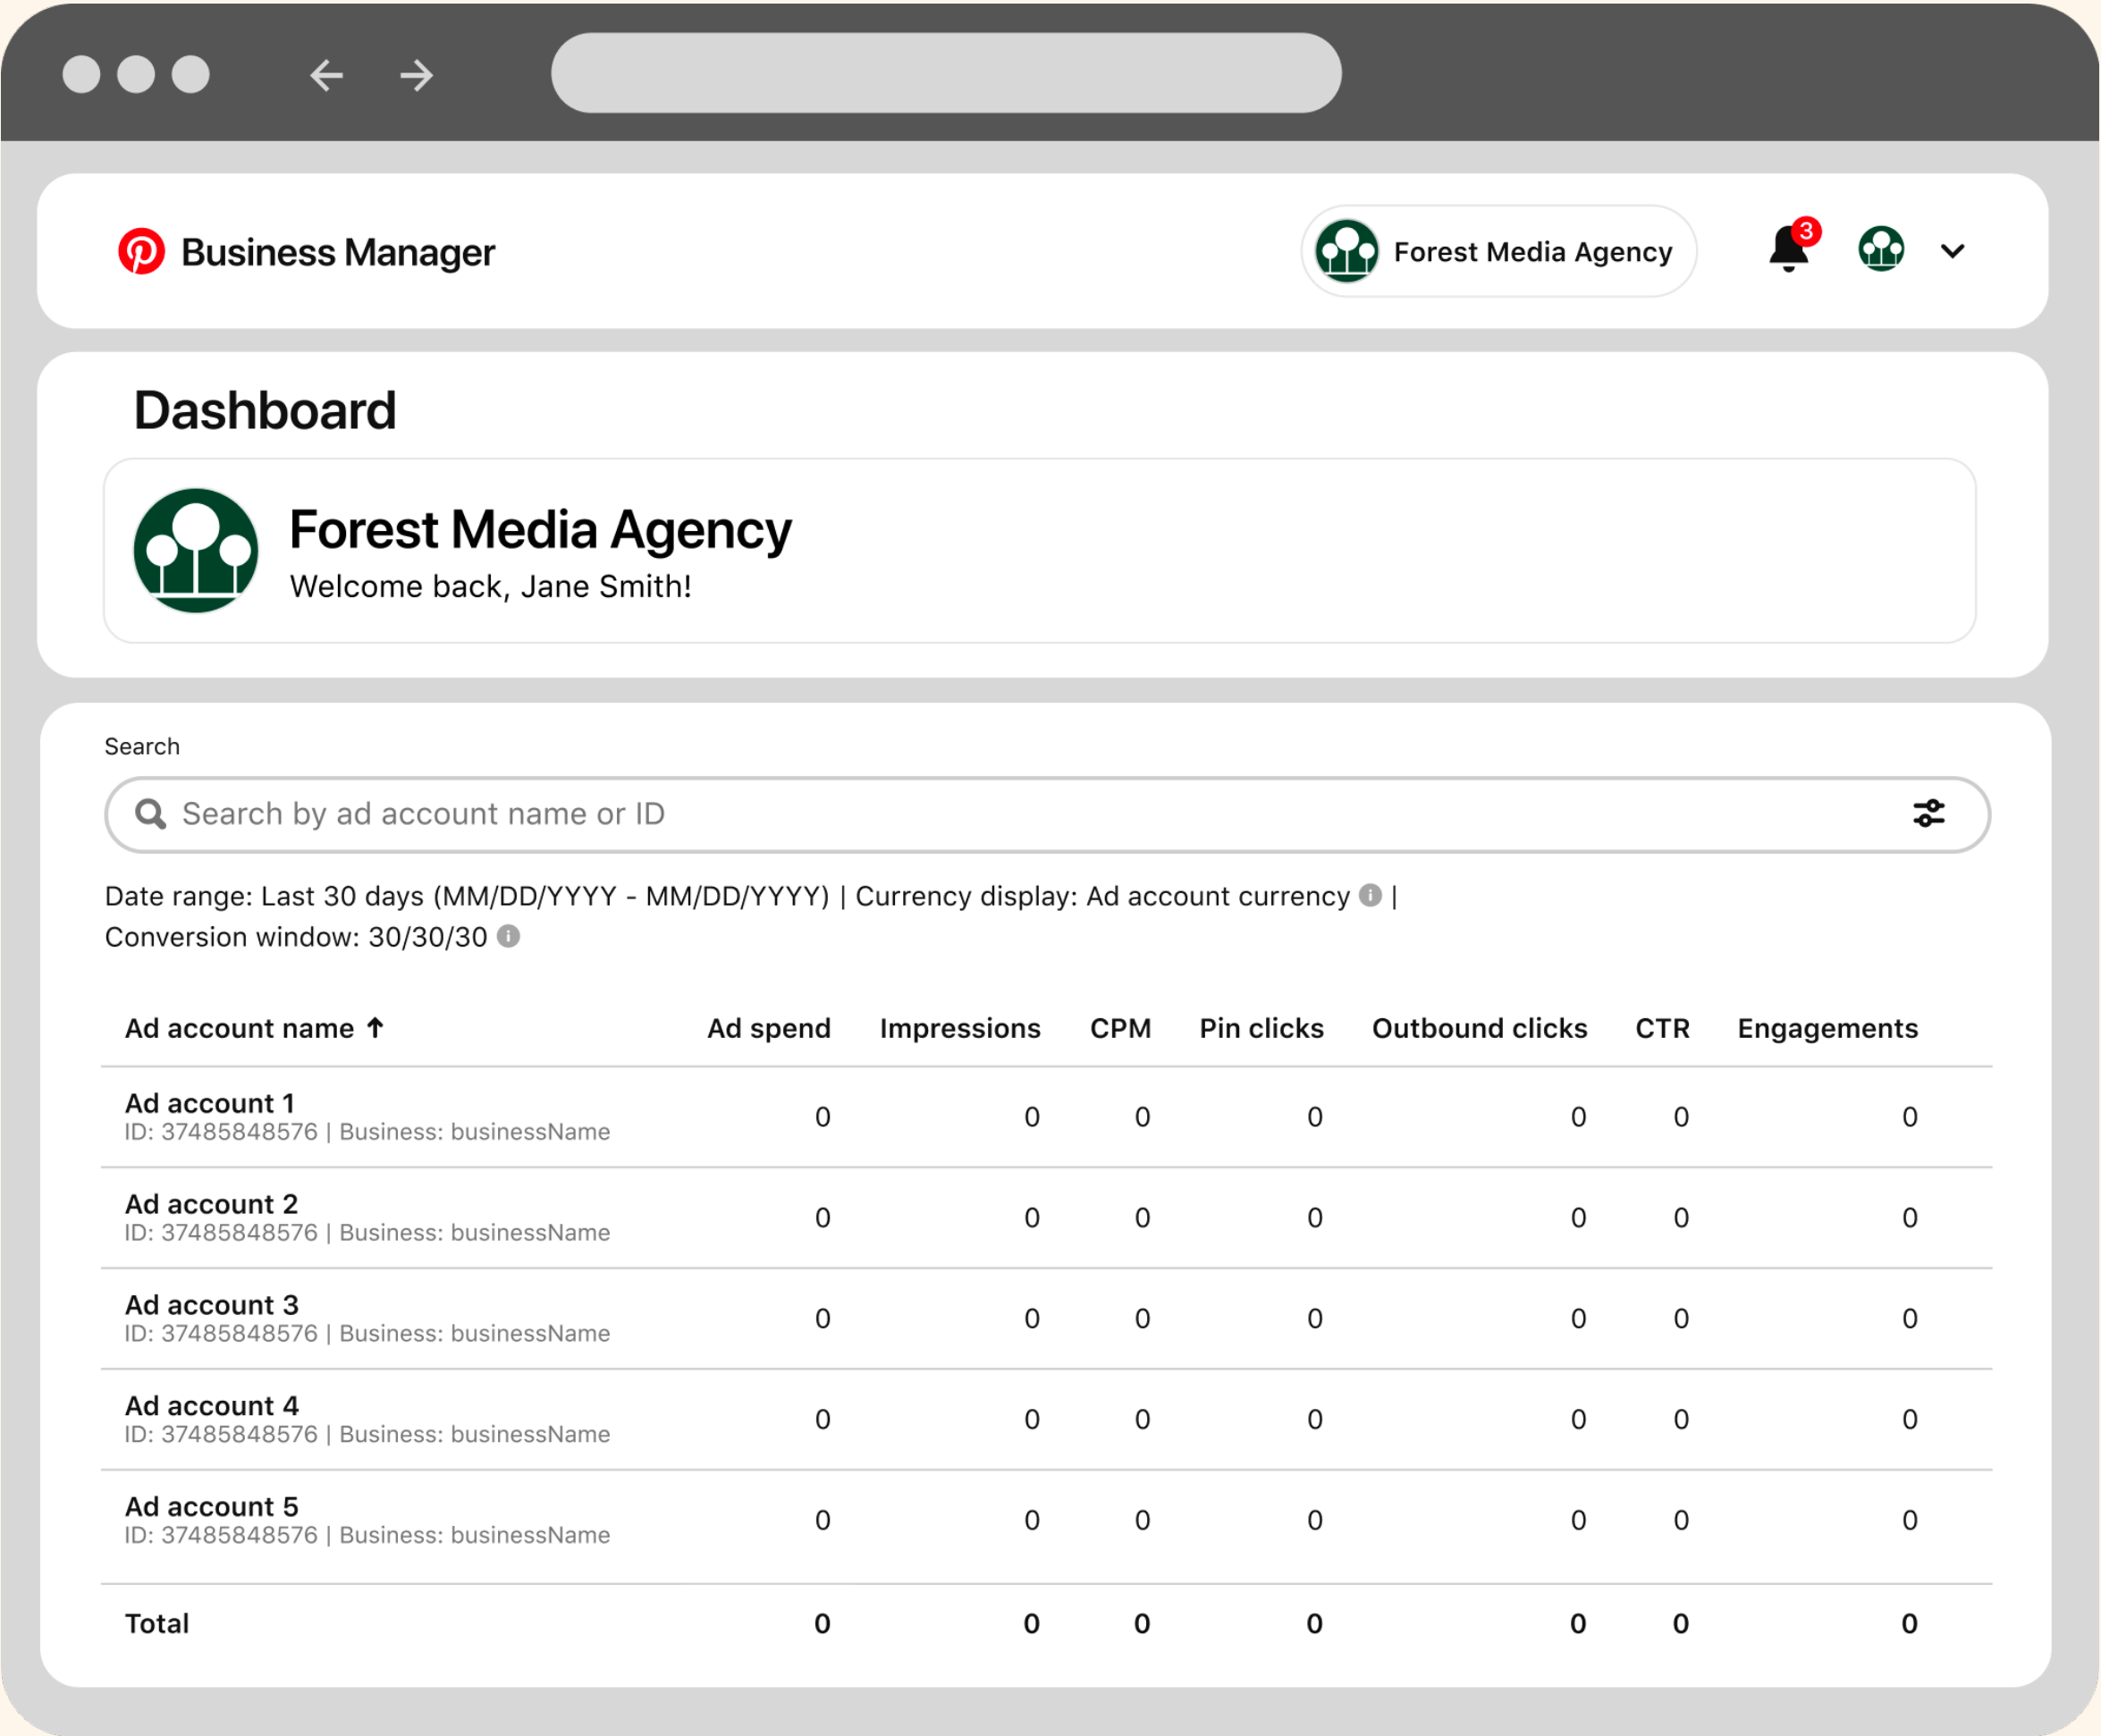 Business Manager
Forest Media Agency
3
Dashboard
Forest Media Agency
Welcome back, Jane Smith!
Search
Search by ad account name or ID
Date range: Last 30 days (MM/DD/YYYY - MM/DD/YYYY) | Currency display: Ad account currency |
Conversion window: 30/30/30
Ad account name Ad spend Impressions CPM Pin clicks Outbound clicks CTR Engagements
Ad account 1
ID: 37485848576 | Business: businessName
0 0 0 0 0 0 0
Ad account 2
ID: 37485848576 | Business: businessName
0 0 0 0 0 0 0
Ad account 3
ID: 37485848576 | Business: businessName
0 0 0 0 0 0 0
Ad account 4
ID: 37485848576 | Business: businessName
0 0 0 0 0 0 0
Ad account 5
ID: 37485848576 | Business: businessName
0 0 0 0 0 0 0
Total 0 0 0 0 0 0 0